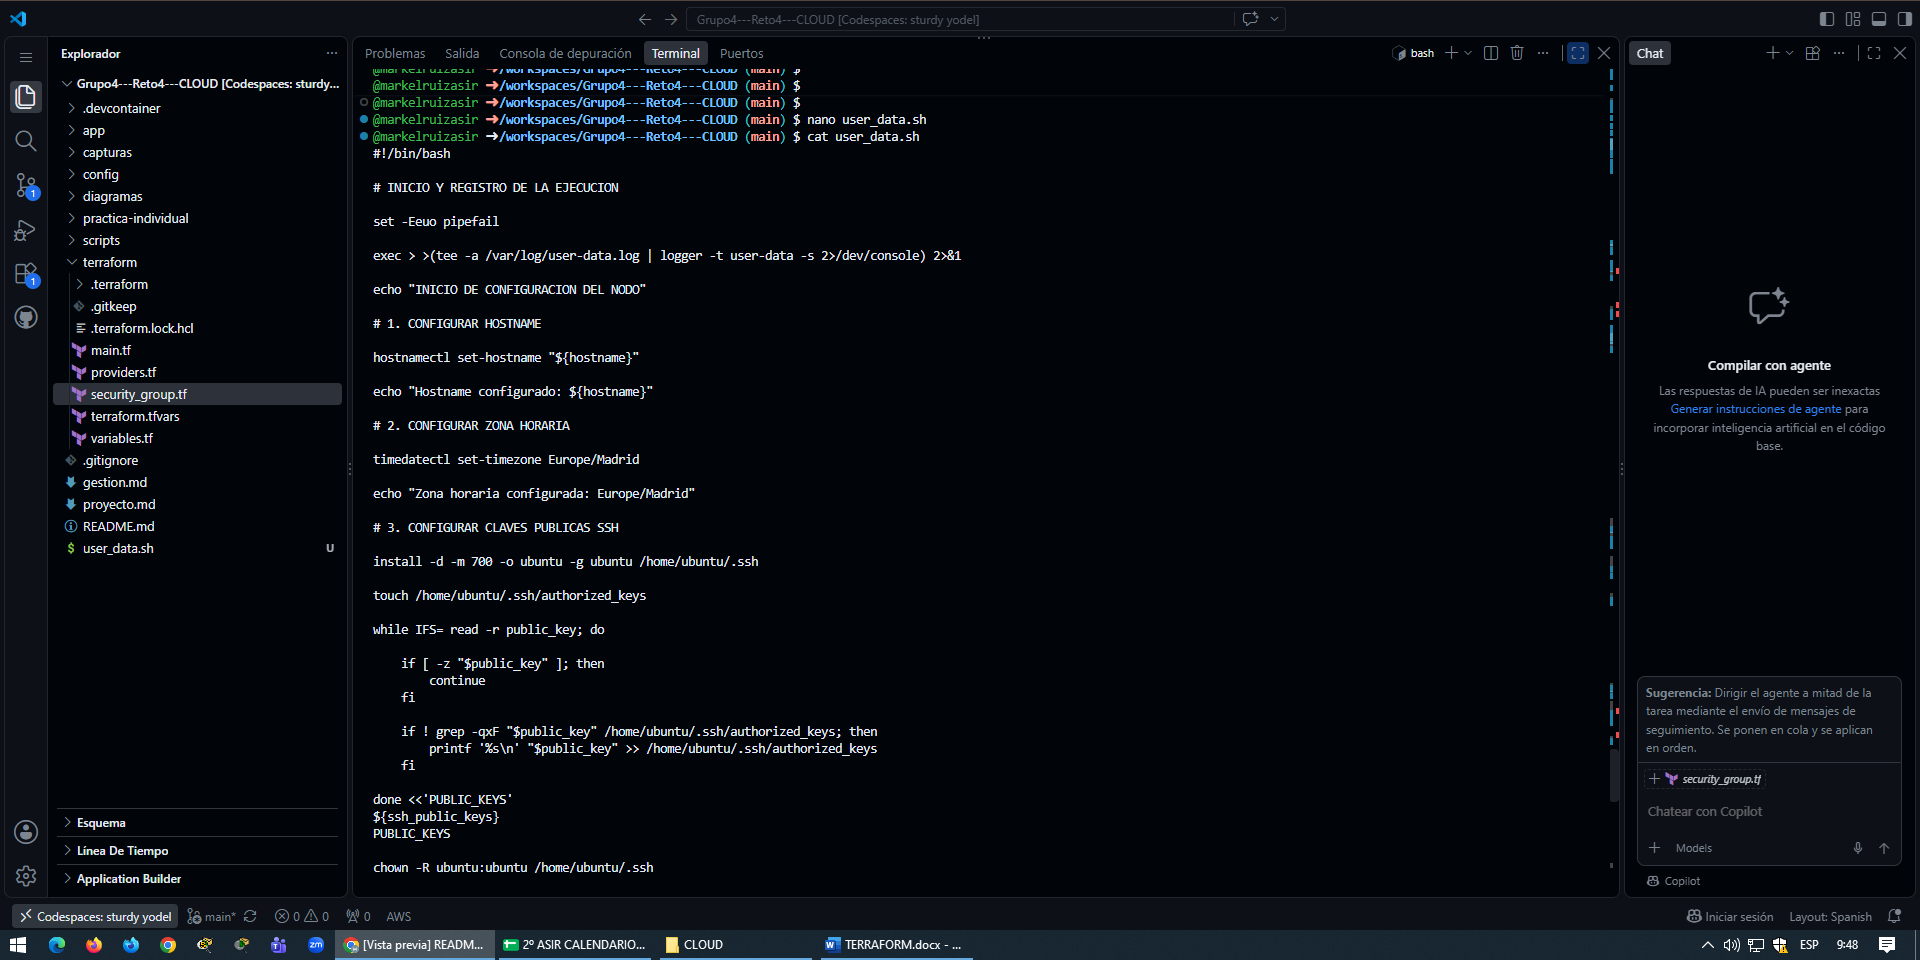 Grupo4---Reto4---CLOUD [Codespaces: sturdy yodel]
Explorador
Grupo4---Reto4---CLOUD [Codespaces: sturdy...
.devcontainer
app
capturas
config
diagramas
practica-individual
scripts
terraform
.terraform
.gitkeep
.terraform.lock.hcl
main.tf
providers.tf
security_group.tf
terraform.tfvars
variables.tf
.gitignore
gestion.md
proyecto.md
README.md
$ user_data.sh U
Esquema
Línea De Tiempo
Application Builder
1
1
Problemas Salida Consola de depuración Terminal Puertos
bash
@markelruizasir ➜/workspaces/Grupo4---Reto4---CLOUD (main) $
@markelruizasir ➜/workspaces/Grupo4---Reto4---CLOUD (main) $
@markelruizasir ➜/workspaces/Grupo4---Reto4---CLOUD (main) $
@markelruizasir ➜/workspaces/Grupo4---Reto4---CLOUD (main) $ nano user_data.sh
@markelruizasir ➜/workspaces/Grupo4---Reto4---CLOUD (main) $ cat user_data.sh
#!/bin/bash
# INICIO Y REGISTRO DE LA EJECUCION
set -Eeuo pipefail
exec > >(tee -a /var/log/user-data.log | logger -t user-data -s 2>/dev/console) 2>&1
echo "INICIO DE CONFIGURACION DEL NODO"
# 1. CONFIGURAR HOSTNAME
hostnamectl set-hostname "${hostname}"
echo "Hostname configurado: ${hostname}"
# 2. CONFIGURAR ZONA HORARIA
timedatectl set-timezone Europe/Madrid
echo "Zona horaria configurada: Europe/Madrid"
# 3. CONFIGURAR CLAVES PUBLICAS SSH
install -d -m 700 -o ubuntu -g ubuntu /home/ubuntu/.ssh
touch /home/ubuntu/.ssh/authorized_keys
while IFS= read -r public_key; do
if [ -z "$public_key" ]; then
continue
fi
if ! grep -qxF "$public_key" /home/ubuntu/.ssh/authorized_keys; then
printf '%s\n' "$public_key" >> /home/ubuntu/.ssh/authorized_keys
fi
done <<'PUBLIC_KEYS'
${ssh_public_keys}
PUBLIC_KEYS
chown -R ubuntu:ubuntu /home/ubuntu/.ssh
Chat
Compilar con agente
Las respuestas de IA pueden ser inexactas
Generar instrucciones de agente para
incorporar inteligencia artificial en el código
base.
Sugerencia: Dirigir el agente a mitad de la
tarea mediante el envío de mensajes de
seguimiento. Se ponen en cola y se aplican
en orden.
security_group.tf
Chatear con Copilot
Models
Copilot
Codespaces: sturdy yodel main* 0 0 0 AWS
Iniciar sesión Layout: Spanish
[Vista previa] READM... 2º ASIR CALENDARIO... CLOUD TERRAFORM.docx - ...
ESP 9:48